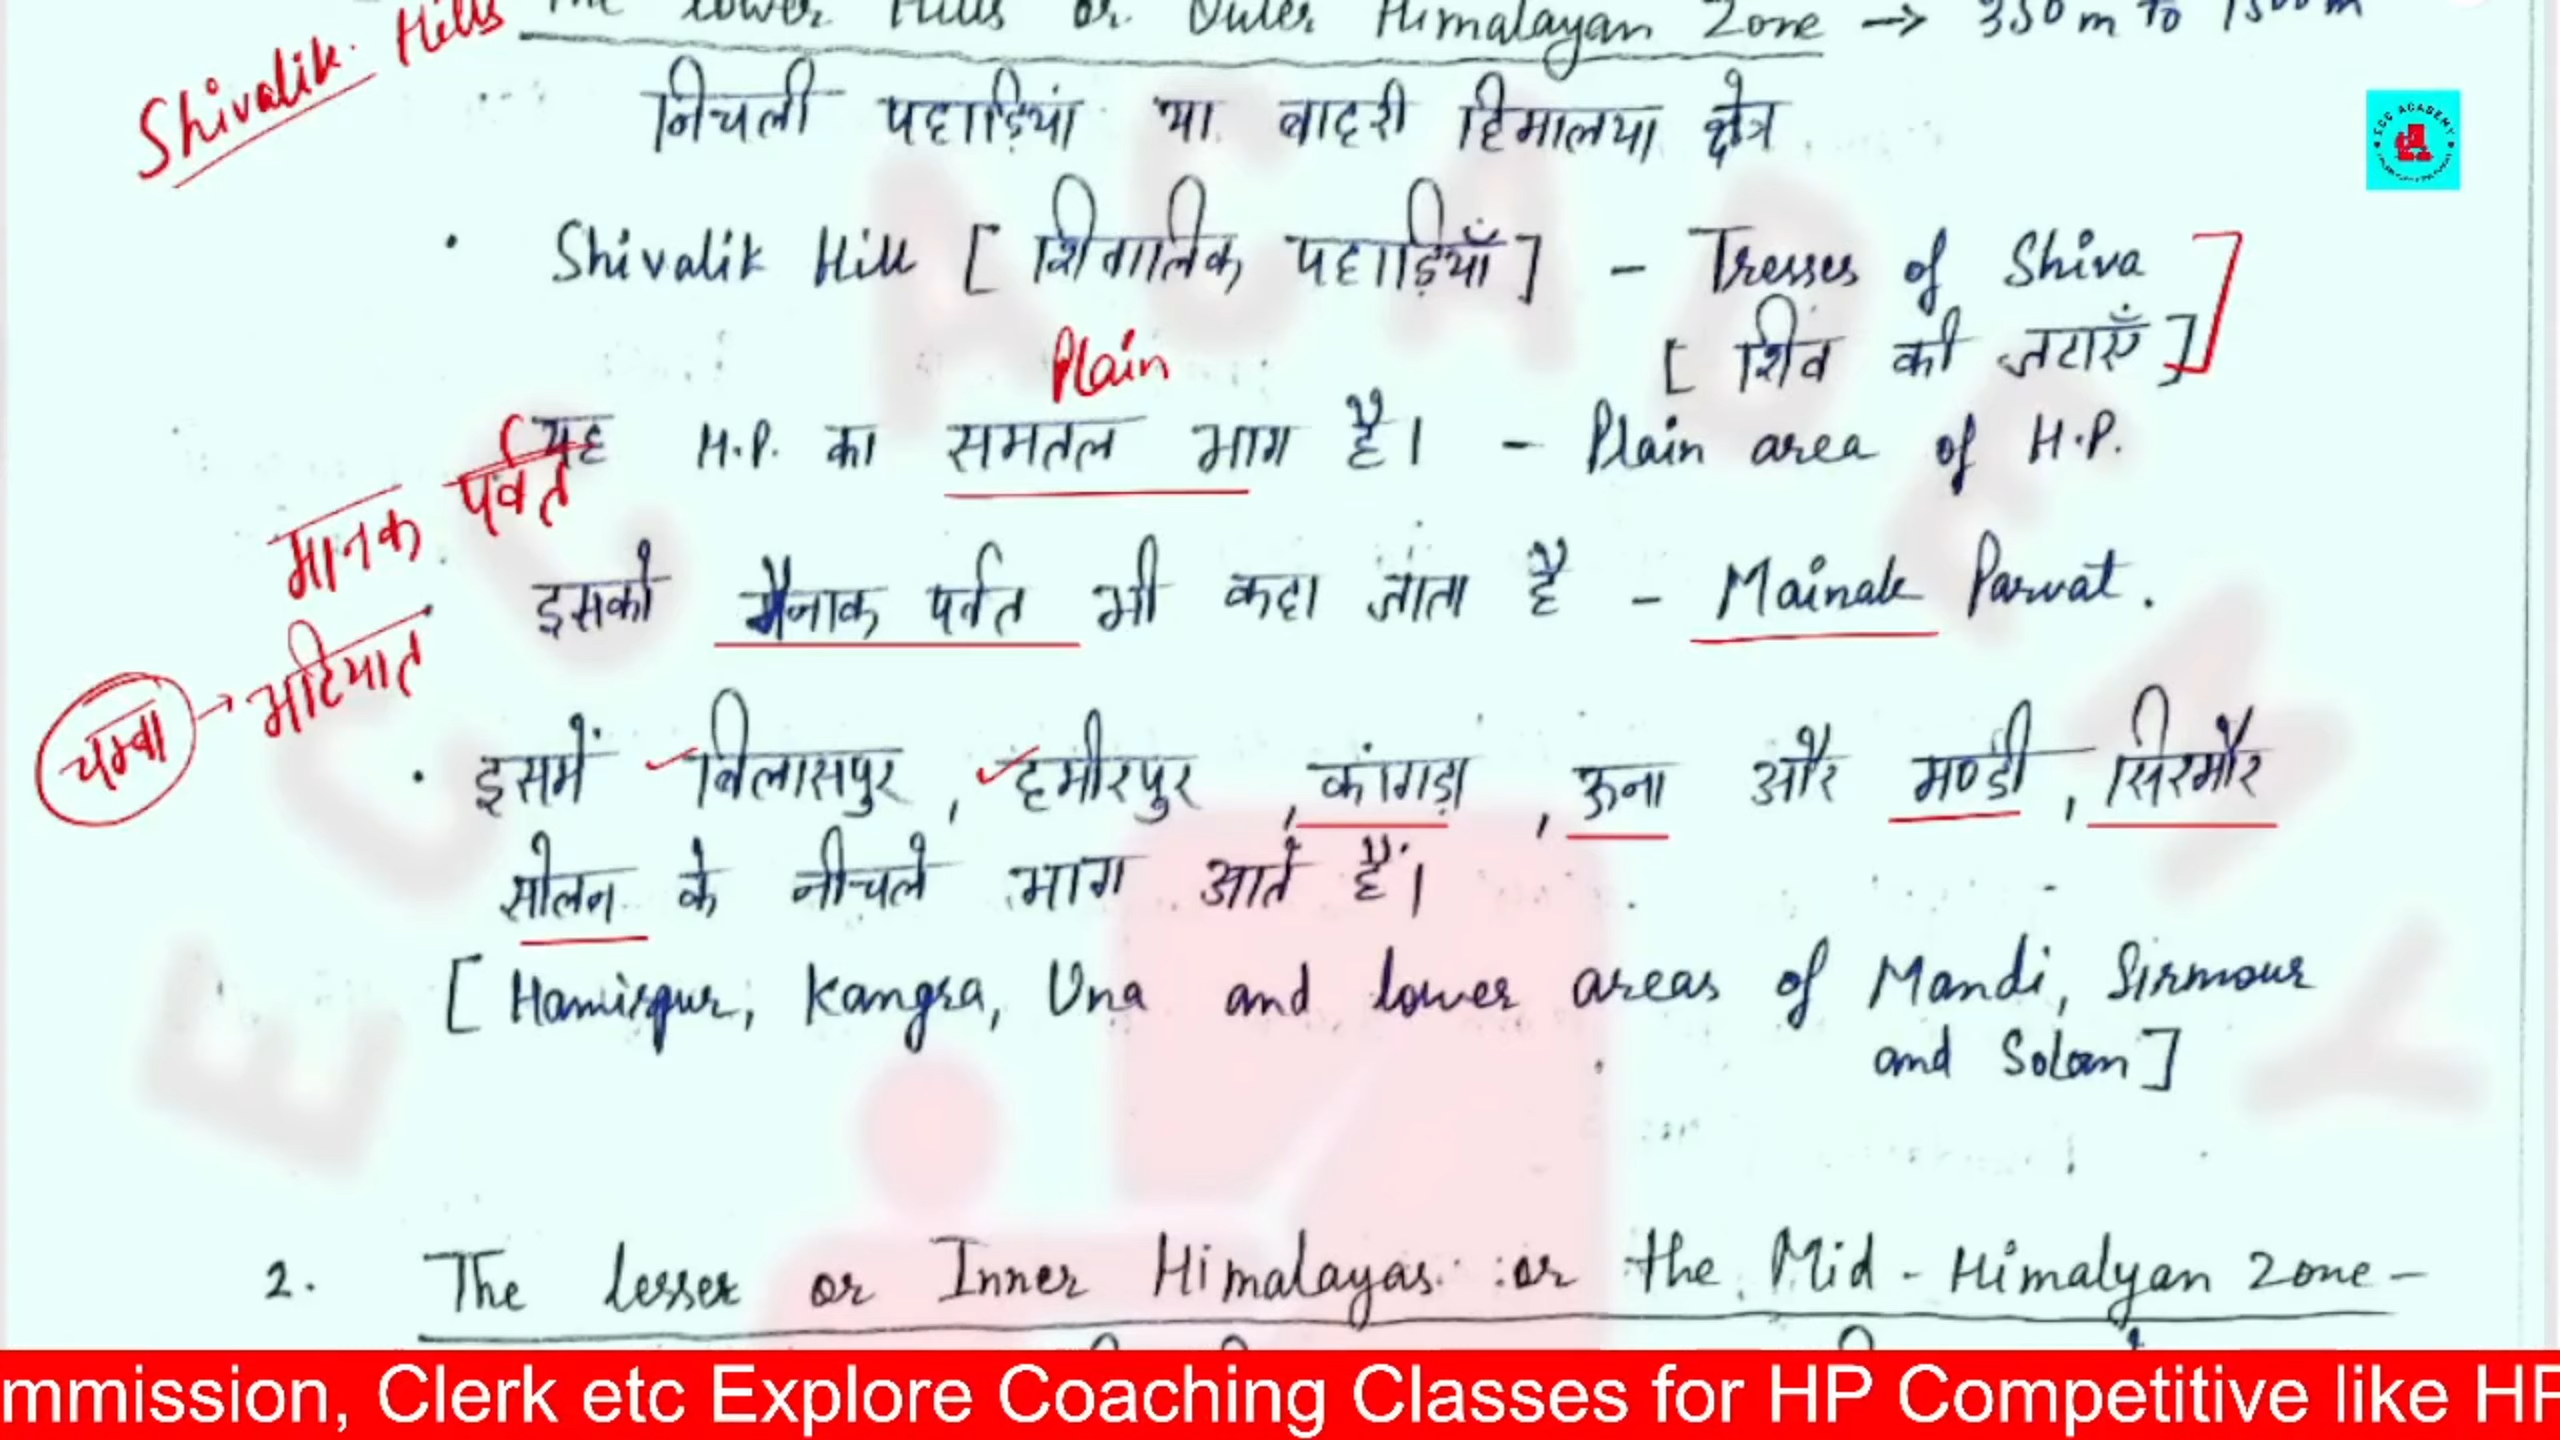 Shivalik Hills
The Lower Hills or Outer Himalayan Zone → 350 m to 1500 m
निचली पहाड़ियां या बाहरी हिमालया क्षेत्र
• Shivalik Hill [ शिवालिक पहाड़ियाँ ] - Tresses of Shiva
[ शिव की जटाएँ ]
Plain
यह H.P. का समतल भाग है। - Plain area of H.P.
मानक पर्वत
इसको मैनाक पर्वत भी कहा जाता है - Mainak Parvat.
चम्बा → भटियात
• इसमें बिलासपुर, हमीरपुर, कांगड़ा, ऊना और मण्डी, सिरमौर
सोलन के नीचले भाग आते हैं।
[ Hamirpur, Kangra, Una and lower areas of Mandi, Sirmour
and Solan ]
2. The lesser or Inner Himalayas or the Mid - Himalyan Zone -
mmission, Clerk etc Explore Coaching Classes for HP Competitive like HP